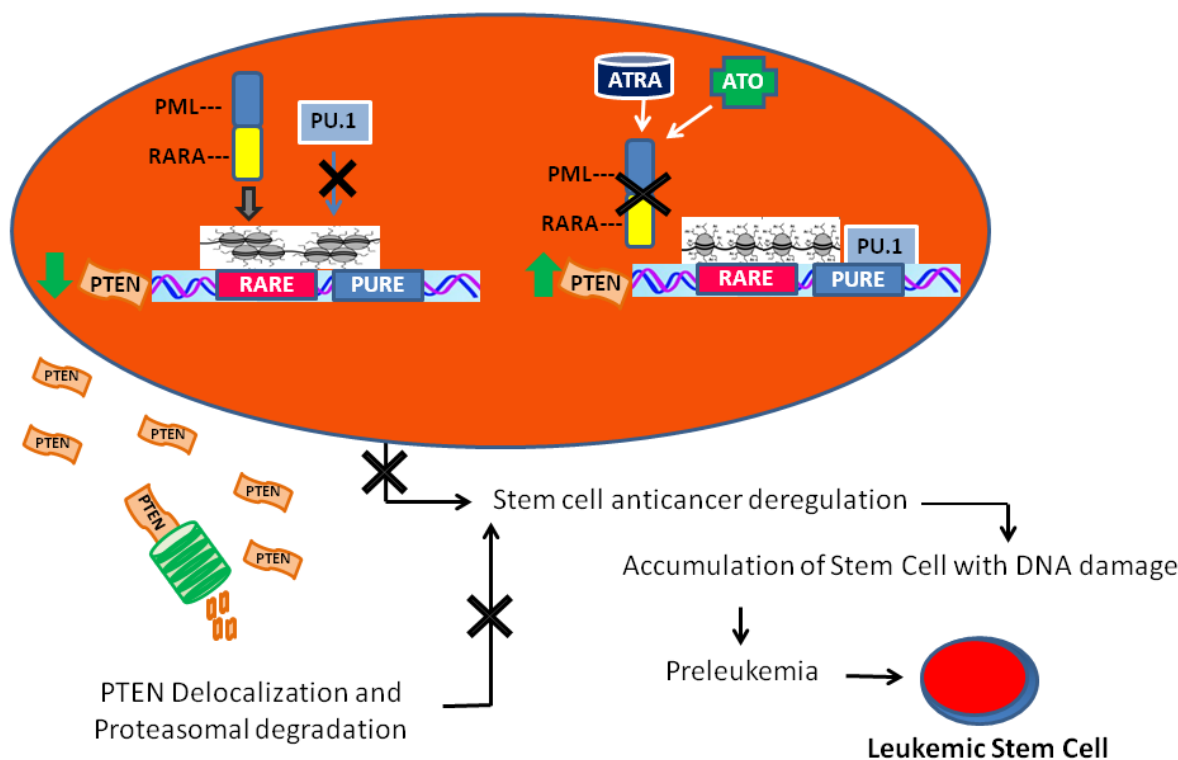 PML---
RARA---
PU.1
PTEN
RARE
PURE
ATRA
ATO
PML---
RARA---
PU.1
PTEN
RARE
PURE
PTEN
PTEN
PTEN
PTEN
PTEN
PTEN
Stem cell anticancer deregulation
Accumulation of Stem Cell with DNA damage
Preleukemia
Leukemic Stem Cell
PTEN Delocalization and
Proteasomal degradation